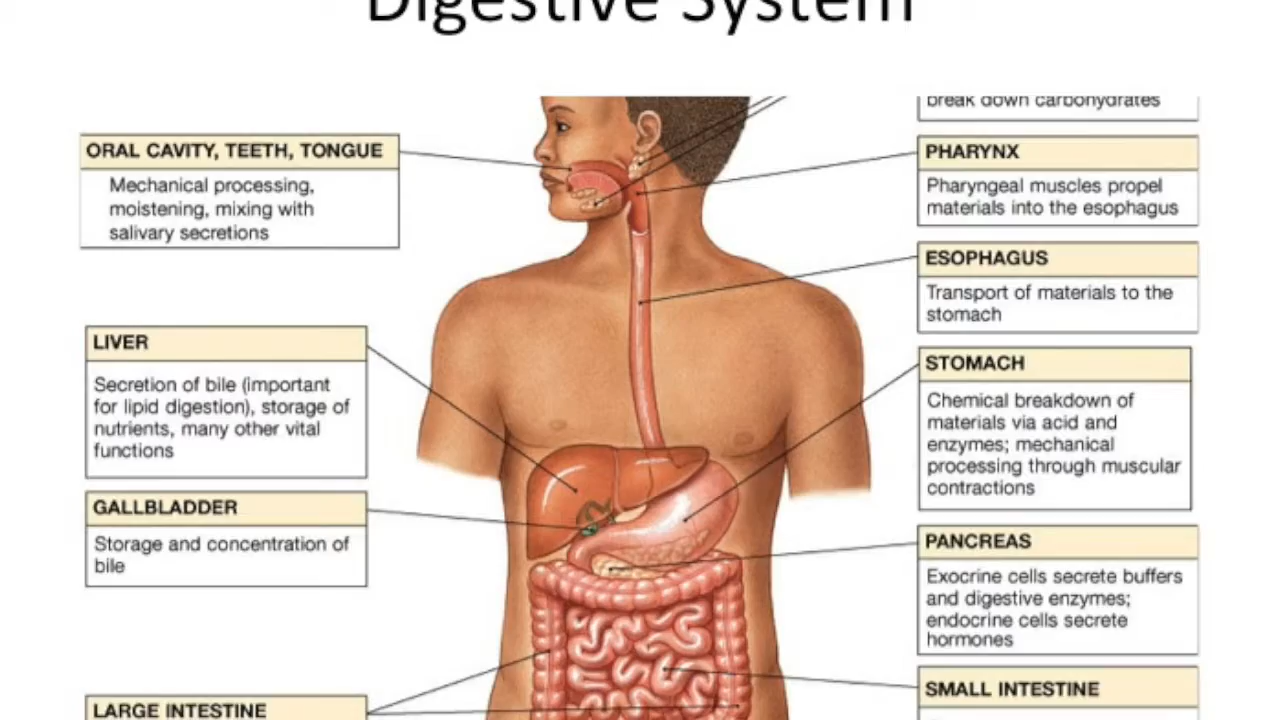 Digestive System
break down carbohydrates
ORAL CAVITY, TEETH, TONGUE
Mechanical processing,
moistening, mixing with
salivary secretions
PHARYNX
Pharyngeal muscles propel
materials into the esophagus
ESOPHAGUS
Transport of materials to the
stomach
LIVER
Secretion of bile (important
for lipid digestion), storage of
nutrients, many other vital
functions
STOMACH
Chemical breakdown of
materials via acid and
enzymes; mechanical
processing through muscular
contractions
GALLBLADDER
Storage and concentration of
bile
PANCREAS
Exocrine cells secrete buffers
and digestive enzymes;
endocrine cells secrete
hormones
SMALL INTESTINE
LARGE INTESTINE